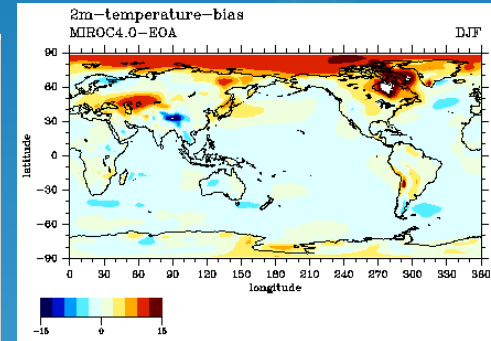 2m-temperature-bias
MIROC4.0-EOA DJF
90
60
30
0
-30
-60
-90
latitude
0 30 60 90 120 150 180 210 240 270 300 330 360
longitude
-15 0 15